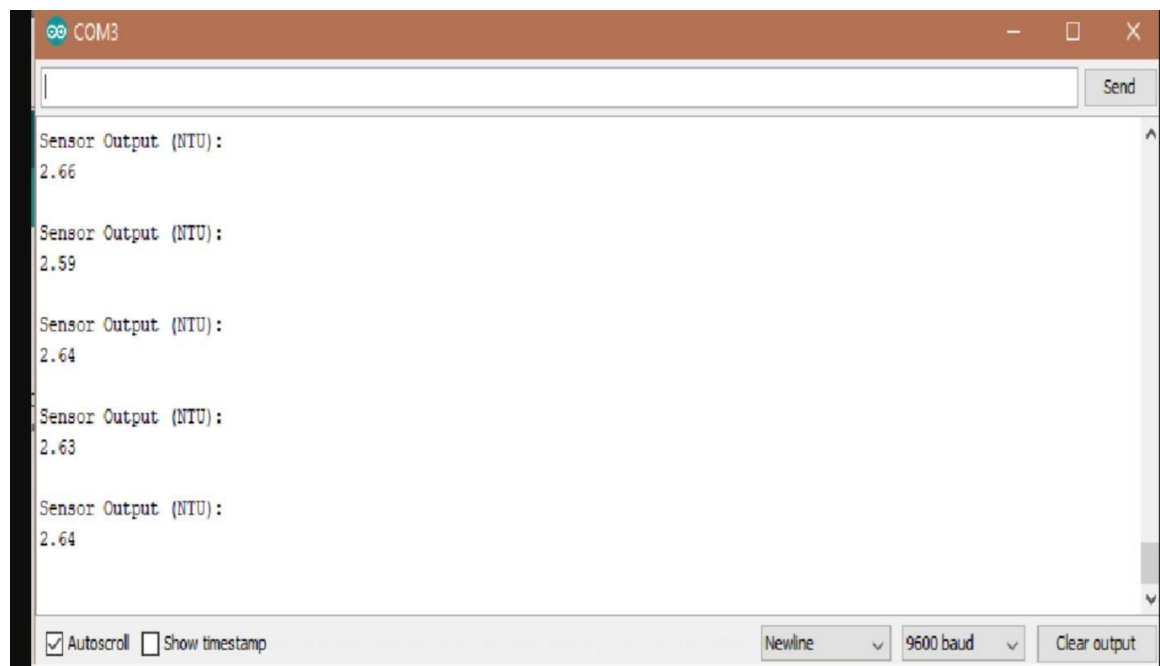 COM3
Send
Sensor Output (NTU):
2.66
Sensor Output (NTU):
2.59
Sensor Output (NTU):
2.64
Sensor Output (NTU):
2.63
Sensor Output (NTU):
2.64
Autoscroll Show timestamp Newline 9600 baud Clear output